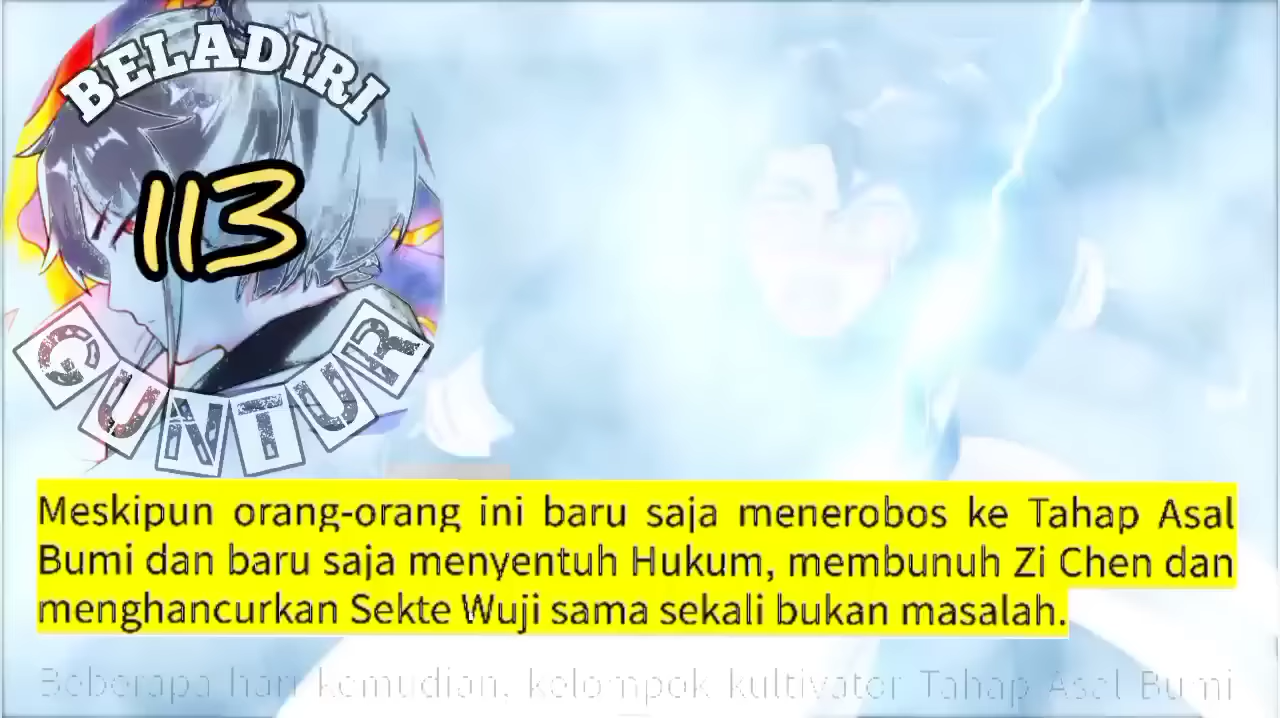 BELADIRI
113
GUNTUR
Meskipun orang-orang ini baru saja menerobos ke Tahap Asal
Bumi dan baru saja menyentuh Hukum, membunuh Zi Chen dan
menghancurkan Sekte Wuji sama sekali bukan masalah.
Beberapa hari kemudian, kelompok kultivator Tahap Asal Bumi